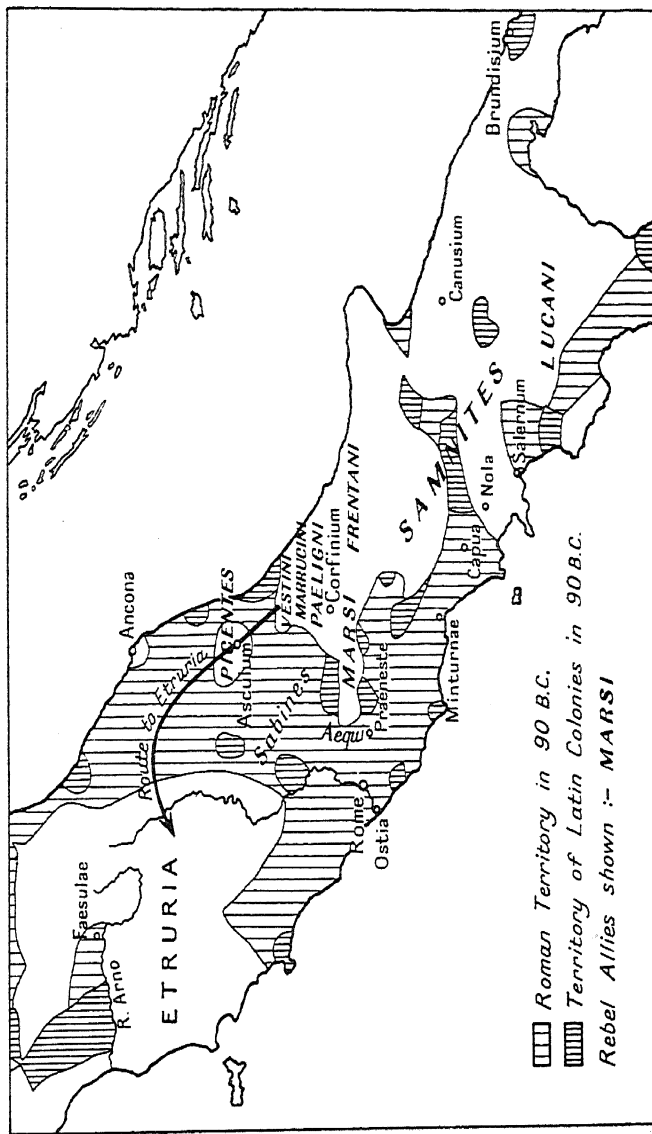 Faesulae
R. Arno
ETRURIA
Route to Etruria
Ancona
PICENTES
Asculum
Sabines
VESTINI
MARRUCINI
PAELIGNI
Corfinium
FRENTANI
MARSI
Aequi
Praeneste
Rome
Ostia
Minturnae
SAMNITES
Capua
Nola
Salernum
LUCANI
Canusium
Brundisium
Roman Territory in 90 B.C.
Territory of Latin Colonies in 90 B.C.
Rebel Allies shown :- MARSI